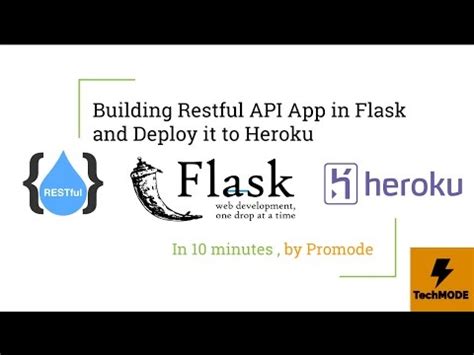 Building Restful API App in Flask
and Deploy it to Heroku
{RESTful}
Flask
web development,
one drop at a time
heroku
In 10 minutes , by Promode
TechMODE